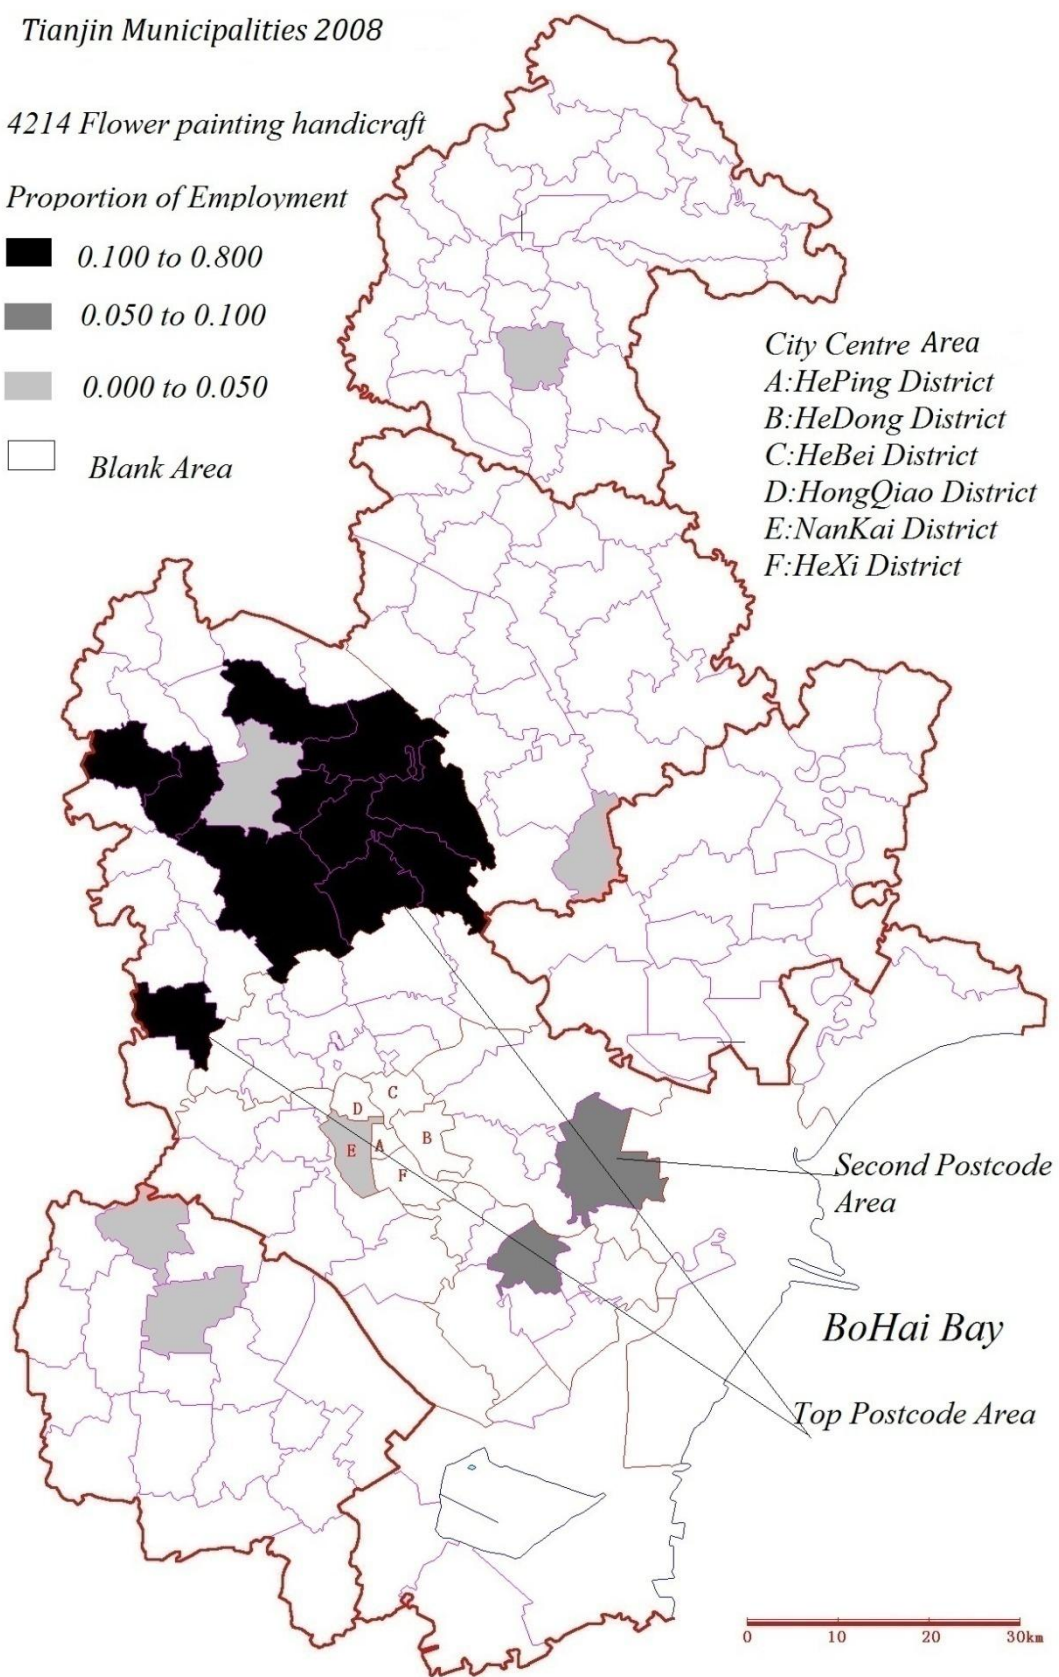 Tianjin Municipalities 2008
4214 Flower painting handicraft
Proportion of Employment
0.100 to 0.800
0.050 to 0.100
0.000 to 0.050
Blank Area
City Centre Area
A:HePing District
B:HeDong District
C:HeBei District
D:HongQiao District
E:NanKai District
F:HeXi District
C
D
B
A
E
F
Second Postcode
Area
BoHai Bay
Top Postcode Area
0 10 20 30km